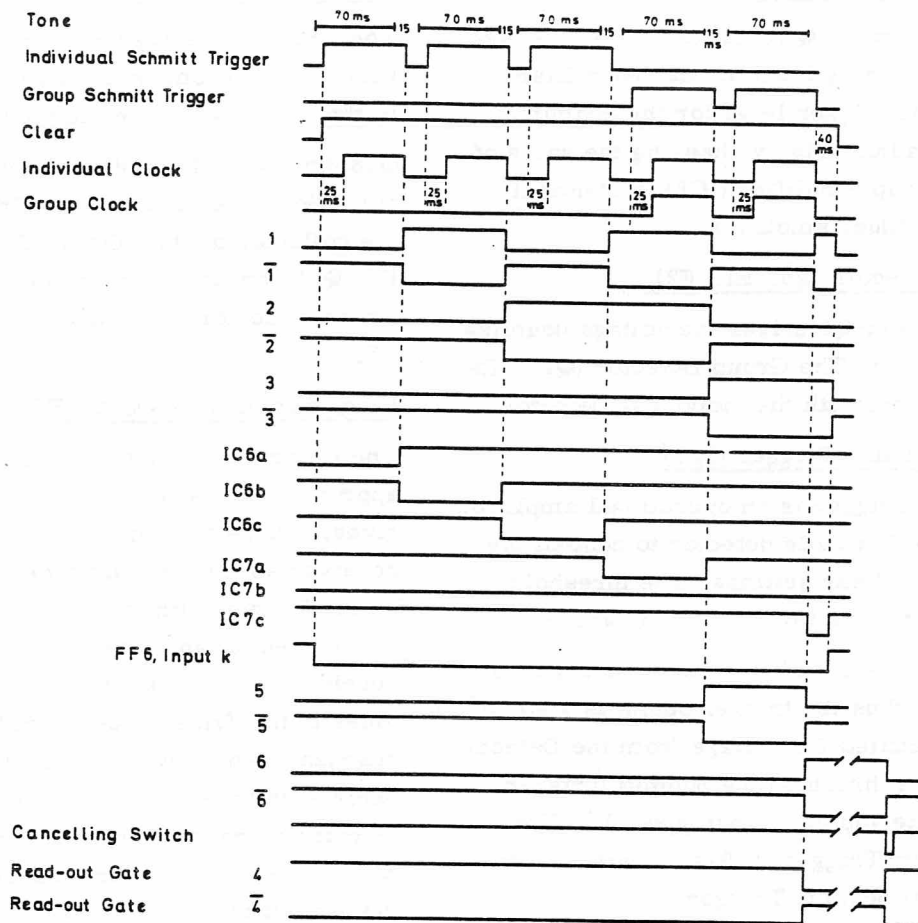 70 ms 15 70 ms 15 70 ms 15 70 ms 15 70 ms
Tone
ms
Individual Schmitt Trigger
Group Schmitt Trigger
Clear
40 ms
Individual Clock
25 ms 25 ms 25 ms 25 ms 25 ms
Group Clock
1
1̅
2
2̅
3
3̅
IC6a
IC6b
IC6c
IC7a
IC7b
IC7c
FF6, Input k
5
5̅
6
6̅
Cancelling Switch
Read-out Gate 4
Read-out Gate 4̅